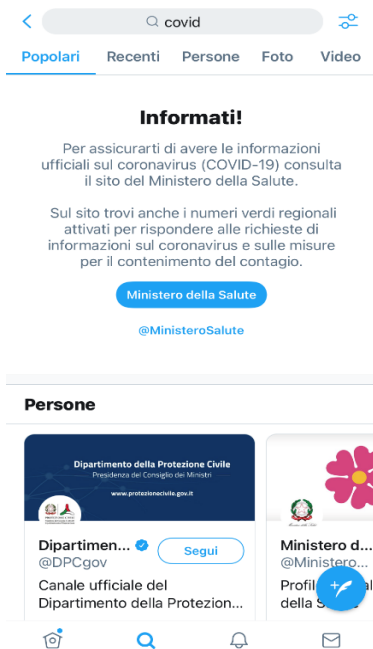 covid
Popolari Recenti Persone Foto Video
Informati!
Per assicurarti di avere le informazioni
ufficiali sul coronavirus (COVID-19) consulta
il sito del Ministero della Salute.
Sul sito trovi anche i numeri verdi regionali
attivati per rispondere alle richieste di
informazioni sul coronavirus e sulle misure
per il contenimento del contagio.
Ministero della Salute
@MinisteroSalute
Persone
Dipartimento della Protezione Civile
Presidenza del Consiglio dei Ministri
www.protezionecivile.gov.it
Dipartimen...
Segui
@DPCgov
Canale ufficiale del
Dipartimento della Protezion...
Ministero d...
@Ministero...
Profil
della S